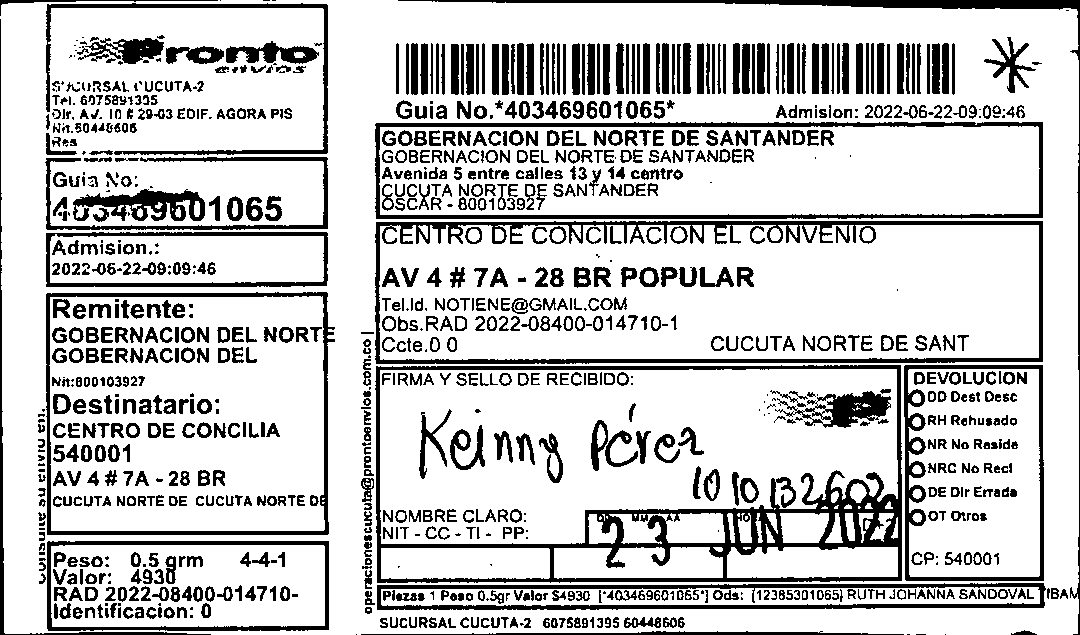 Pronto
envios
SUCURSAL CUCUTA-2
Tel. 6075891395
Dir. AV. 10 # 29-03 EDIF. AGORA PIS
Nit.60448606
Res
Guia No:
403469601065
Admision.:
2022-06-22-09:09:46
Remitente:
GOBERNACION DEL NORTE
GOBERNACION DEL
Nit:800103927
Destinatario:
CENTRO DE CONCILIA
540001
AV 4 # 7A - 28 BR
CUCUTA NORTE DE CUCUTA NORTE DE
Peso: 0.5 grm 4-4-1
Valor: 4930
RAD 2022-08400-014710-
Identificacion: 0
Guia No.*403469601065*
Admision: 2022-06-22-09:09:46
GOBERNACION DEL NORTE DE SANTANDER
GOBERNACION DEL NORTE DE SANTANDER
Avenida 5 entre calles 13 y 14 centro
CUCUTA NORTE DE SANTANDER
OSCAR - 800103927
CENTRO DE CONCILIACION EL CONVENIO
AV 4 # 7A - 28 BR POPULAR
Tel.Id. NOTIENE@GMAIL.COM
Obs.RAD 2022-08400-014710-1
Ccte.0 0
CUCUTA NORTE DE SANT
operacionescucuta@prontoenvios.com.co
FIRMA Y SELLO DE RECIBIDO:
Keinny Pérez
1010132602
NOMBRE CLARO:
NIT - CC - TI - PP:
DD MM AA
23 JUN 2022
DEVOLUCION
DD Dest Desc
RH Rehusado
NR No Reside
NRC No Recl
DE Dir Errada
OT Otros
CP: 540001
Piezas 1 Peso 0.5gr Valor $4930 [*403469601065*] Ods: [12385301065] RUTH JOHANNA SANDOVAL TIBAM
SUCURSAL CUCUTA-2 6075891395 60448606